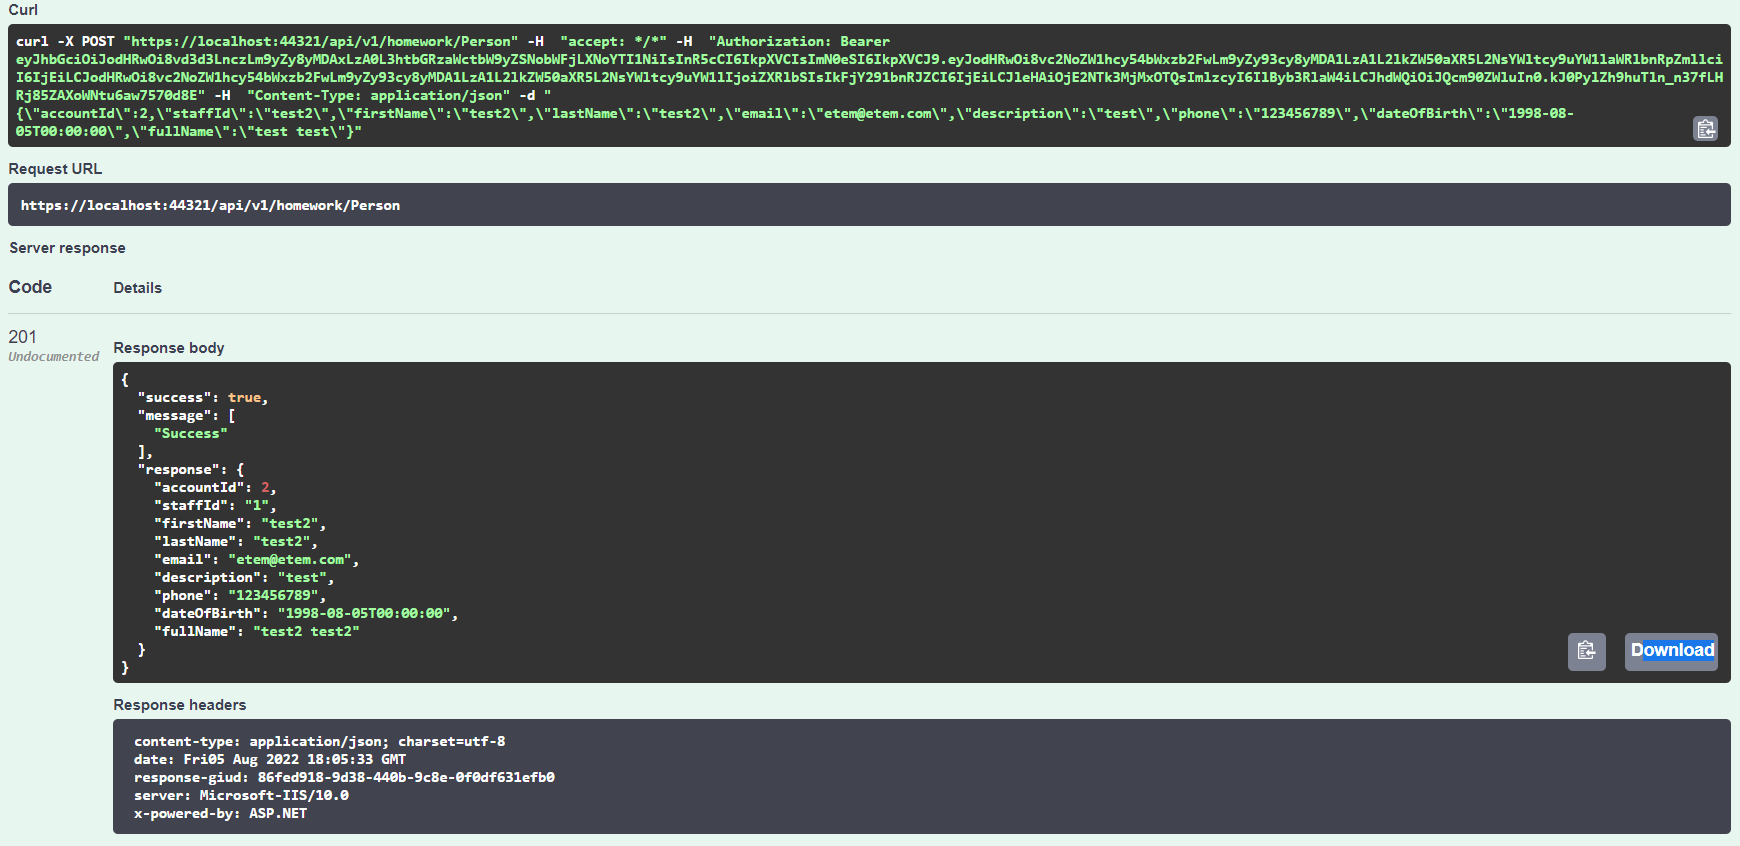 Curl
curl -X POST "https://localhost:44321/api/v1/homework/Person" -H  "accept: */*" -H  "Authorization: Bearer
eyJhbGciOiJodHRwOi8vd3d3LnczLm9yZy8yMDAxLzA0L3htbGRzaWctbW9yZSNobWFjLXNoYTI1NiIsInR5cCI6IkpXVCIsImN0eSI6IkpXVCJ9.eyJodHRwOi8vc2NoZW1hcy54bWxzb2FwLm9yZy93cy8yMDA1LzA1L2lkZW50aXR5L2NsYWltcy9uYW1laWRlbnRpZmllci
I6IjEiLCJodHRwOi8vc2NoZW1hcy54bWxzb2FwLm9yZy93cy8yMDA1LzA1L2lkZW50aXR5L2NsYWltcy9uYW1lIjoiZXRlbSIsIkFjY291bnRJZCI6IjEiLCJleHAiOjE2NTk3MjMxOTQsImlzcyI6IlByb3RlaW4iLCJhdWQiOiJQcm90ZWluIn0.kJ0PylZh9huTln_n37fLH
Rj85ZAXoWNtu6aw7570d8E" -H  "Content-Type: application/json" -d "
{\"accountId\":2,\"staffId\":\"test2\",\"firstName\":\"test2\",\"lastName\":\"test2\",\"email\":\"etem@etem.com\",\"description\":\"test\",\"phone\":\"123456789\",\"dateOfBirth\":\"1998-08-
05T00:00:00\",\"fullName\":\"test test\"}"
Request URL
https://localhost:44321/api/v1/homework/Person
Server response
Code Details
201
Undocumented
Response body
{
"success": true,
"message": [
"Success"
],
"response": {
"accountId": 2,
"staffId": "1",
"firstName": "test2",
"lastName": "test2",
"email": "etem@etem.com",
"description": "test",
"phone": "123456789",
"dateOfBirth": "1998-08-05T00:00:00",
"fullName": "test2 test2"
}
}
Download
Response headers
content-type: application/json; charset=utf-8
date: Fri05 Aug 2022 18:05:33 GMT
response-giud: 86fed918-9d38-440b-9c8e-0f0df631efb0
server: Microsoft-IIS/10.0
x-powered-by: ASP.NET